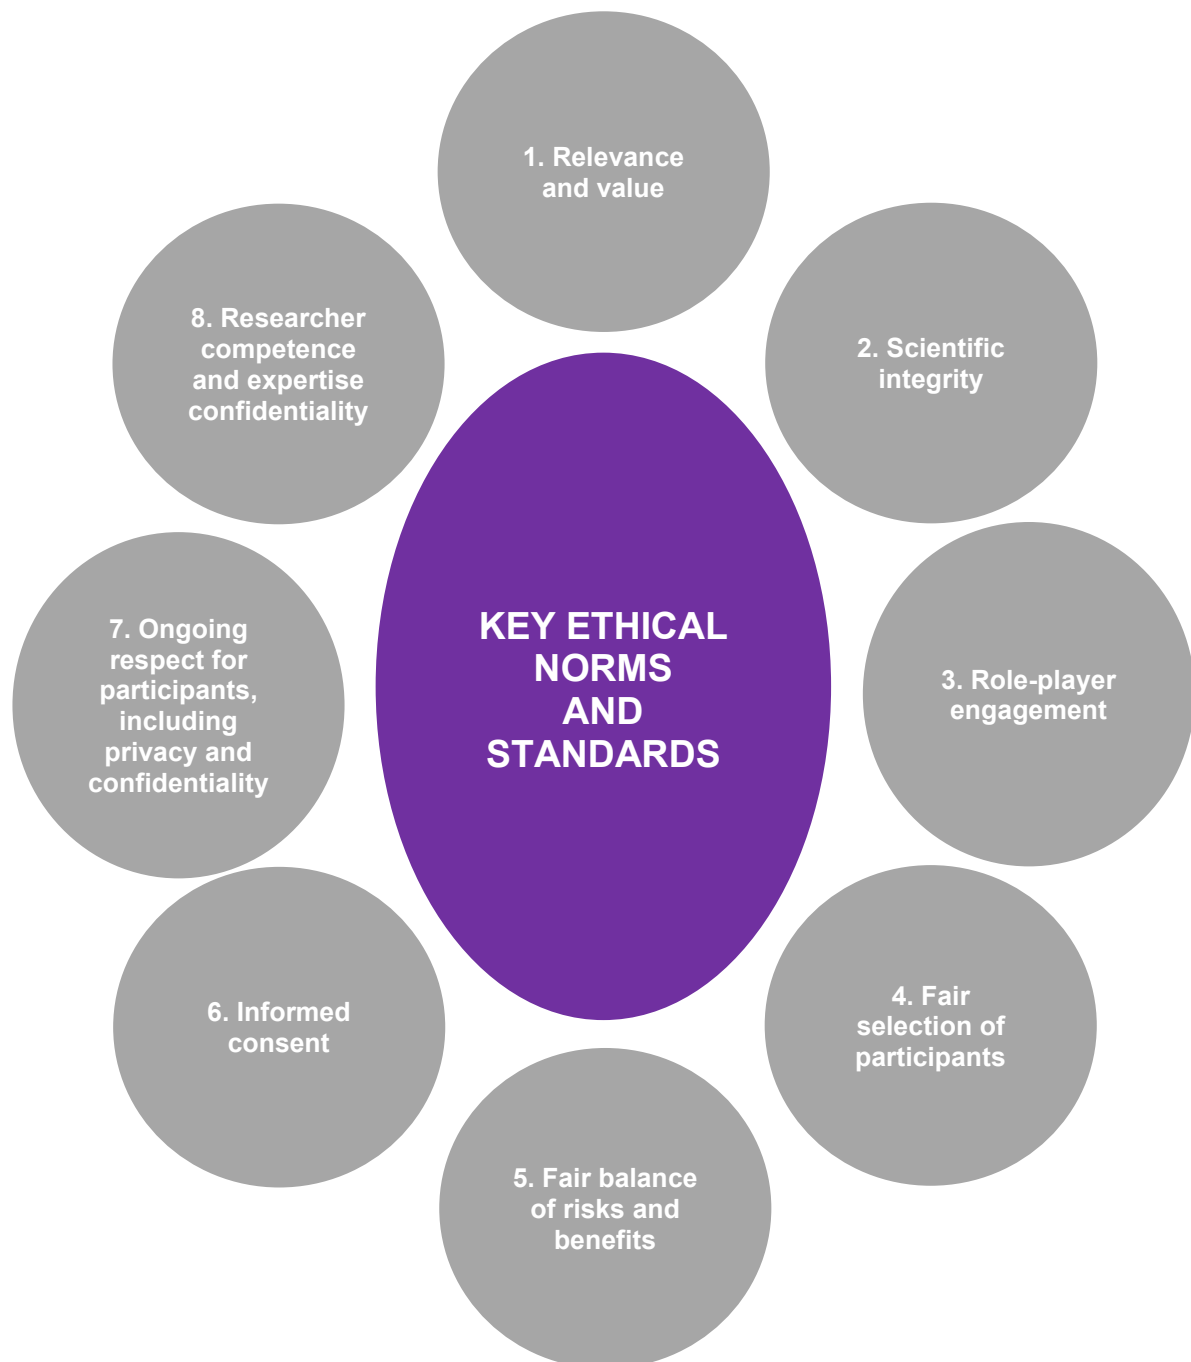 1. Relevance
and value
2. Scientific
integrity
3. Role-player
engagement
4. Fair
selection of
participants
5. Fair balance
of risks and
benefits
6. Informed
consent
7. Ongoing
respect for
participants,
including
privacy and
confidentiality
8. Researcher
competence
and expertise
confidentiality
KEY ETHICAL
NORMS
AND
STANDARDS